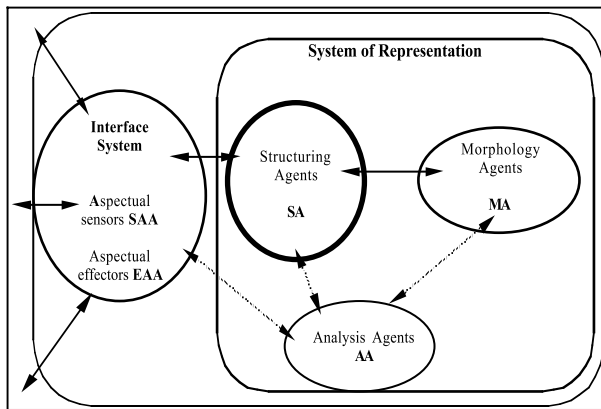 System of Representation
Interface
System
Aspectual
sensors SAA
Aspectual
effectors EAA
Structuring
Agents
SA
Morphology
Agents
MA
Analysis Agents
AA